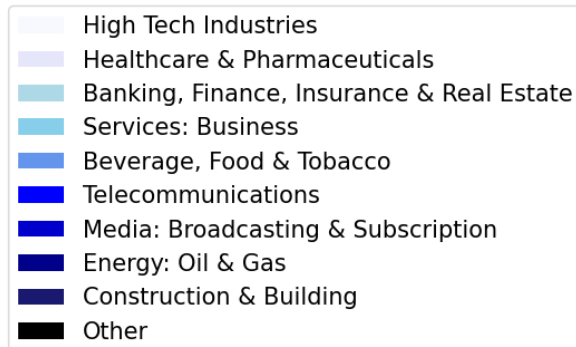 High Tech Industries
Healthcare & Pharmaceuticals
Banking, Finance, Insurance & Real Estate
Services: Business
Beverage, Food & Tobacco
Telecommunications
Media: Broadcasting & Subscription
Energy: Oil & Gas
Construction & Building
Other